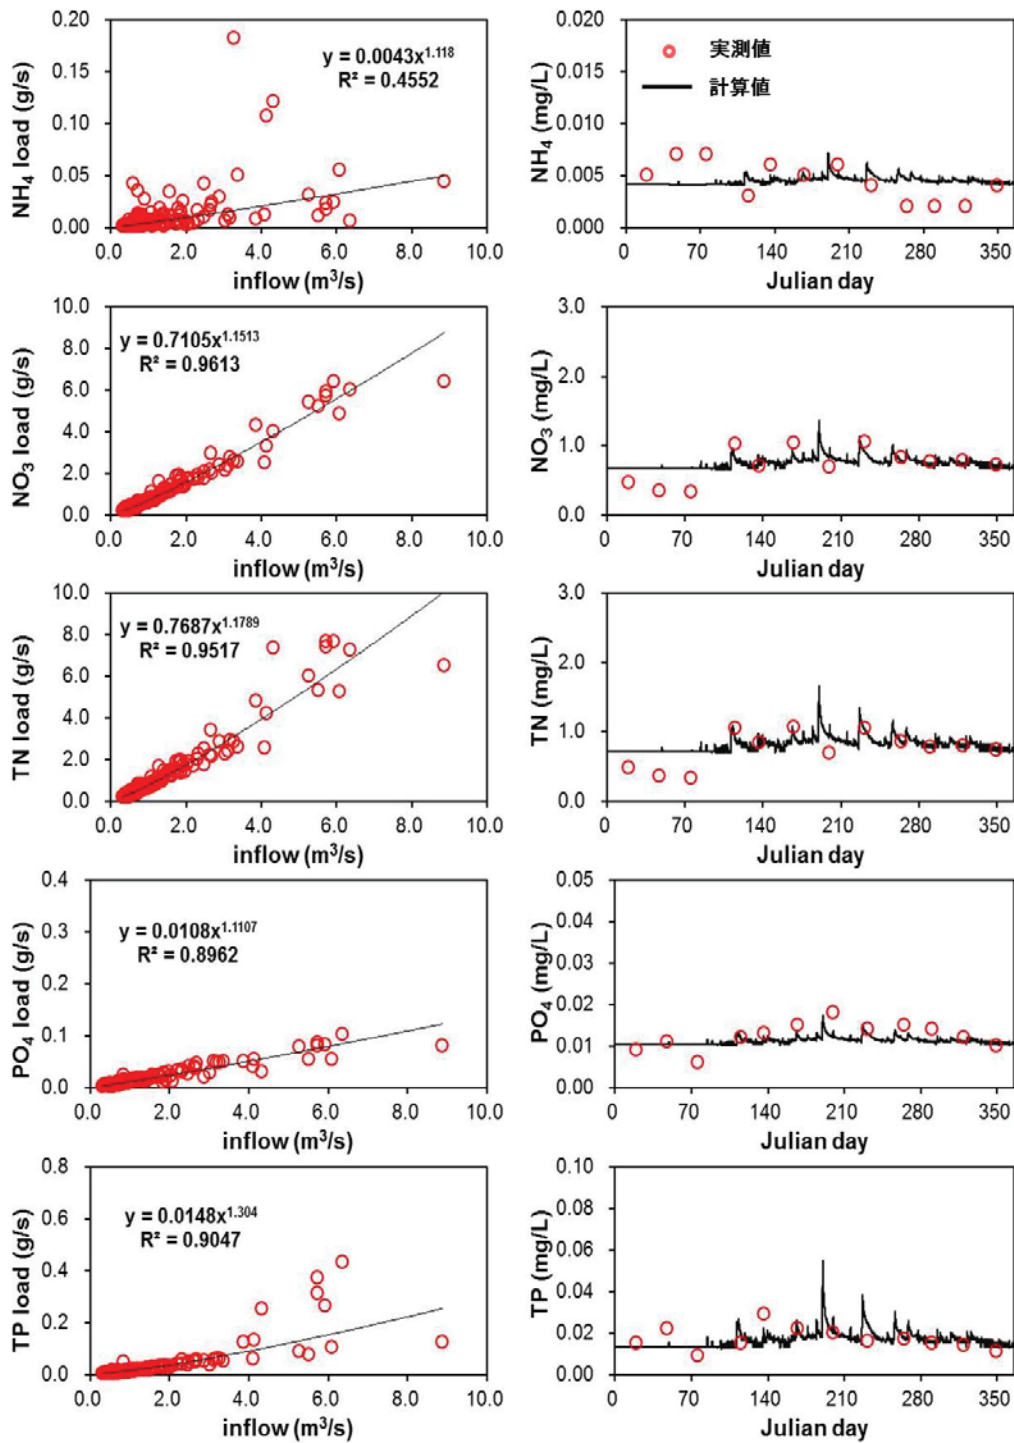 0.20
0.15
0.10
0.05
0.00
NH₄ load (g/s)
y = 0.0043x^1.118
R² = 0.4552
0.0 2.0 4.0 6.0 8.0 10.0
inflow (m³/s)
0.020
0.015
0.010
0.005
0.000
NH₄ (mg/L)
実測値
計算値
0 70 140 210 280 350
Julian day
10.0
8.0
6.0
4.0
2.0
0.0
NO₃ load (g/s)
y = 0.7105x^1.1513
R² = 0.9613
0.0 2.0 4.0 6.0 8.0 10.0
inflow (m³/s)
3.0
2.0
1.0
0.0
NO₃ (mg/L)
0 70 140 210 280 350
Julian day
10.0
8.0
6.0
4.0
2.0
0.0
TN load (g/s)
y = 0.7687x^1.1789
R² = 0.9517
0.0 2.0 4.0 6.0 8.0 10.0
inflow (m³/s)
3.0
2.0
1.0
0.0
TN (mg/L)
0 70 140 210 280 350
Julian day
0.4
0.3
0.2
0.1
0.0
PO₄ load (g/s)
y = 0.0108x^1.1107
R² = 0.8962
0.0 2.0 4.0 6.0 8.0 10.0
inflow (m³/s)
0.05
0.04
0.03
0.02
0.01
0.00
PO₄ (mg/L)
0 70 140 210 280 350
Julian day
0.8
0.6
0.4
0.2
0.0
TP load (g/s)
y = 0.0148x^1.304
R² = 0.9047
0.0 2.0 4.0 6.0 8.0 10.0
inflow (m³/s)
0.10
0.08
0.06
0.04
0.02
0.00
TP (mg/L)
0 70 140 210 280 350
Julian day